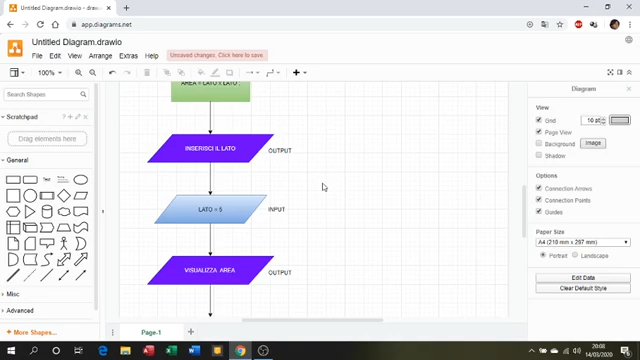 Untitled Diagram.drawio - draw.io
app.diagrams.net
Untitled Diagram.drawio
File Edit View Arrange Extras Help
Unsaved changes. Click here to save.
100%
Search Shapes
Scratchpad
Drag elements here
General
Text
Misc
Advanced
+ More Shapes...
AREA = LATO X LATO ;
INSERISCI IL LATO
OUTPUT
LATO = 5
INPUT
VISUALIZZA AREA
OUTPUT
Page-1
Diagram
View
Grid
10 pt
Page View
Background
Image
Shadow
Options
Connection Arrows
Connection Points
Guides
Paper Size
A4 (210 mm x 297 mm)
Portrait
Landscape
Edit Data
Clear Default Style
20:08
14/03/2020